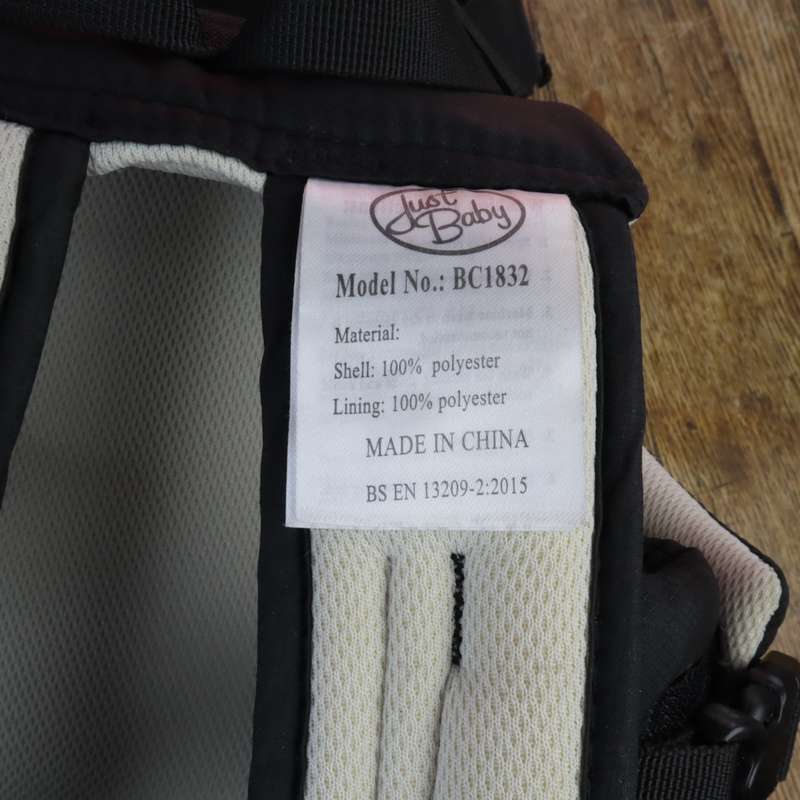 Just
Baby
Model No.: BC1832
Material:
Shell: 100% polyester
Lining: 100% polyester
MADE IN CHINA
BS EN 13209-2:2015